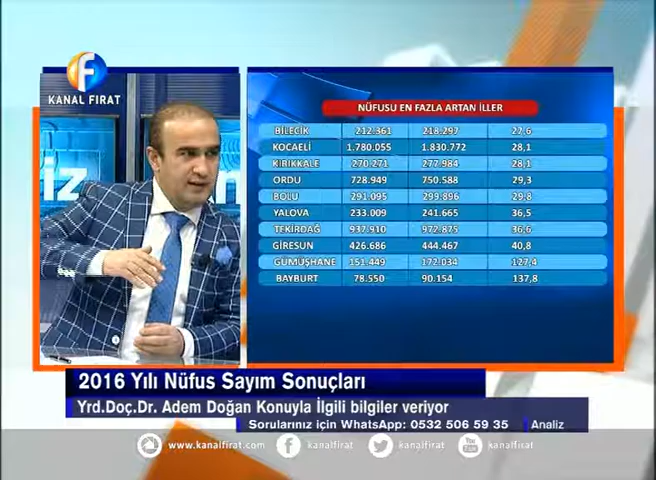 KANAL FIRAT
iz
NÜFUSU EN FAZLA ARTAN İLLER
BİLECİK 212.361 218.297 27,6
KOCAELİ 1.780.055 1.830.772 28,1
KIRIKKALE 270.271 277.984 28,1
ORDU 728.949 750.588 29,3
BOLU 291.095 299.896 29,8
YALOVA 233.009 241.665 36,5
TEKİRDAĞ 937.910 972.875 36,6
GİRESUN 426.686 444.467 40,8
GÜMÜŞHANE 151.449 172.034 127,4
BAYBURT 78.550 90.154 137,8
2016 Yılı Nüfus Sayım Sonuçları
Yrd.Doç.Dr. Adem Doğan Konuyla İlgili bilgiler veriyor
Sorularınız için WhatsApp: 0532 506 59 35 Analiz
www.kanalfirat.com kanalfirat kanalfirat kanalfirat